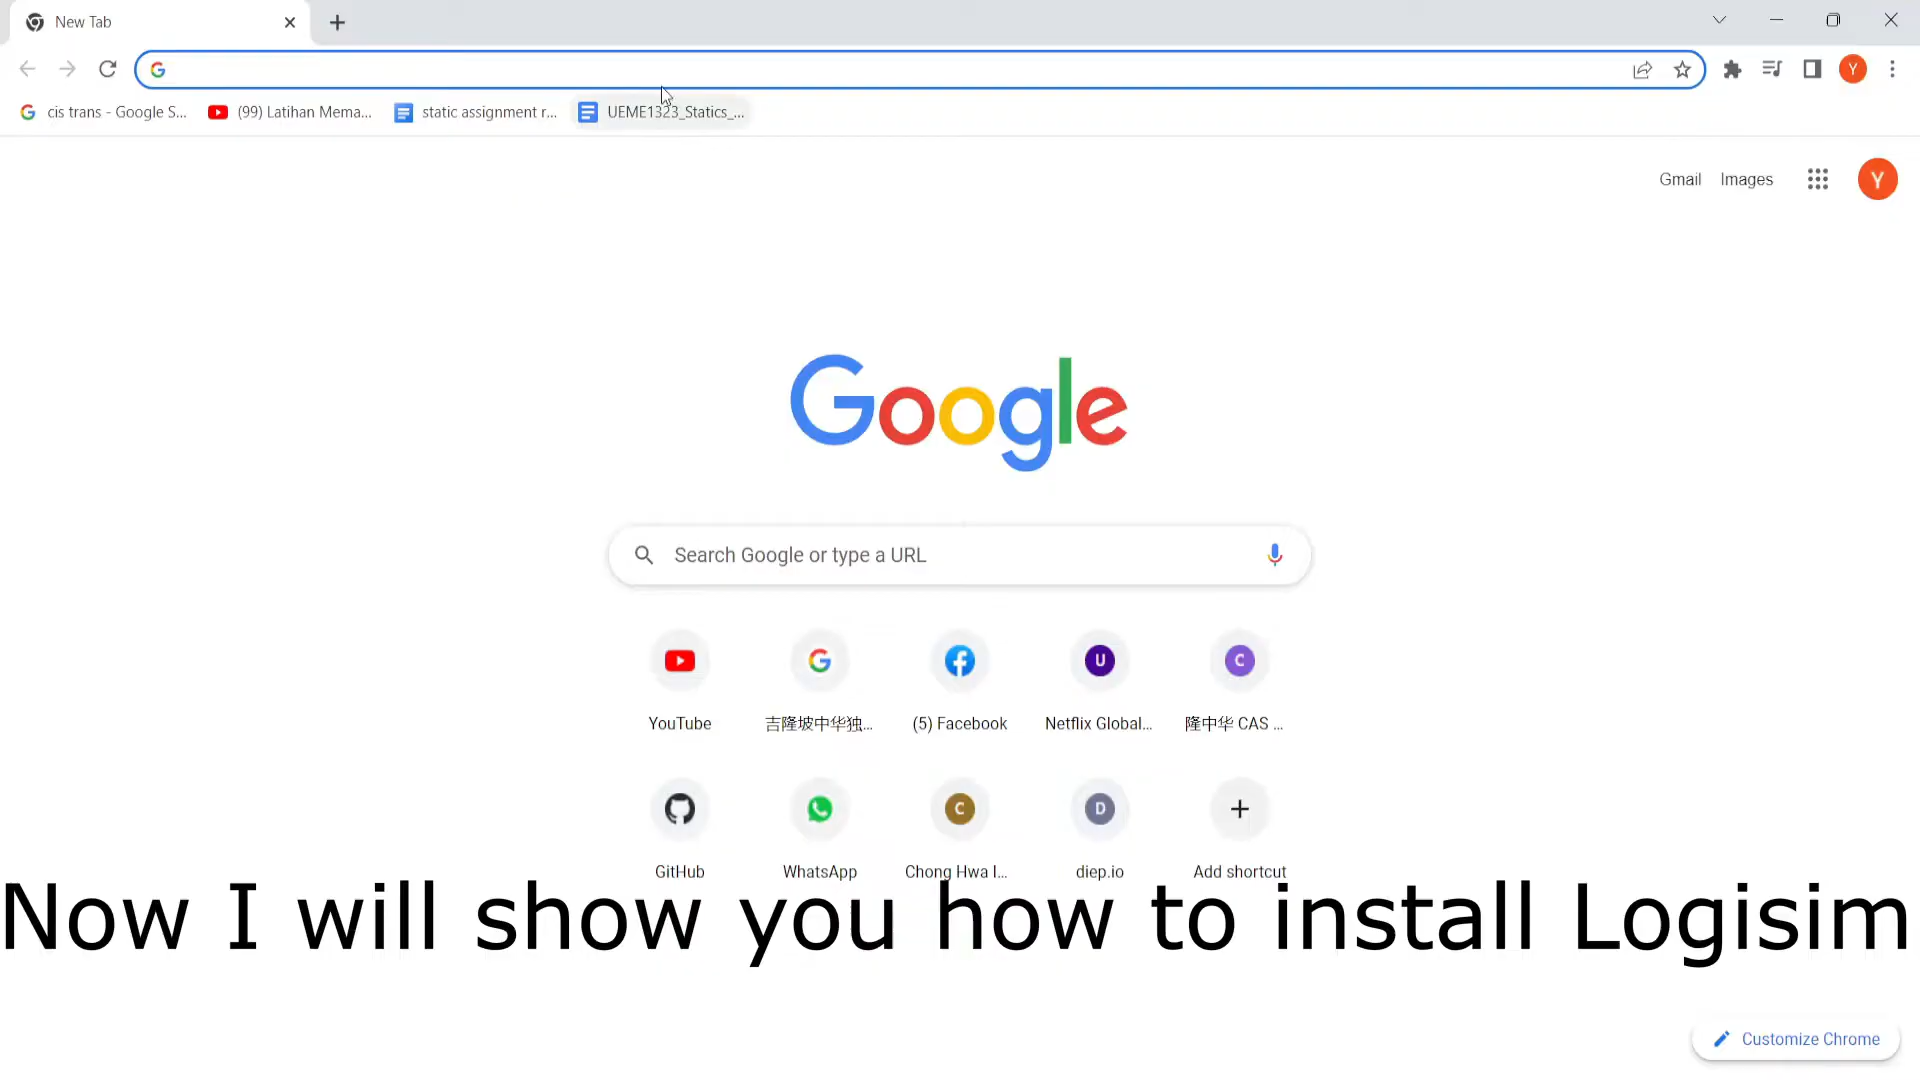 New Tab
cis trans - Google S...
(99) Latihan Mema...
static assignment r...
UEME1323_Statics_...
Y
Gmail
Images
Y
Google
Search Google or type a URL
U
C
YouTube
吉隆坡中华独...
(5) Facebook
Netflix Global...
隆中华 CAS ...
C
D
GitHub
WhatsApp
Chong Hwa I...
diep.io
Add shortcut
Now I will show you how to install Logisim
Customize Chrome